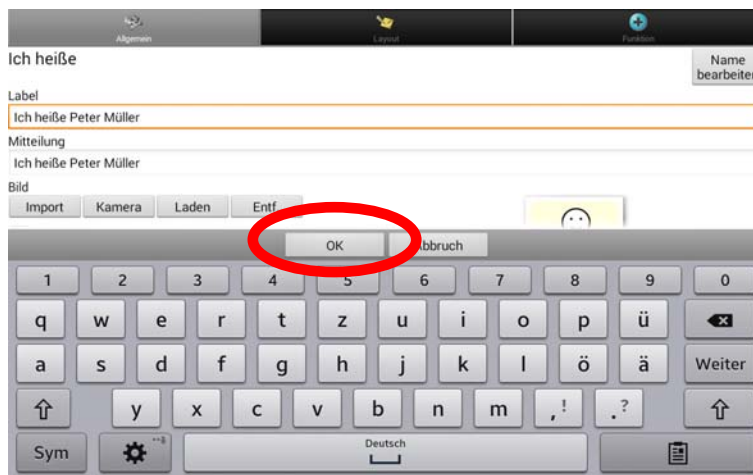 Allgemein Layout Funktion
Ich heiße
Name
bearbeiten
Label
Ich heiße Peter Müller
Mitteilung
Ich heiße Peter Müller
Bild
Import Kamera Laden Entf.
OK Abbruch
1 2 3 4 5 6 7 8 9 0
q w e r t z u i o p ü
a s d f g h j k l ö ä Weiter
y x c v b n m , ! . ?
Sym Deutsch